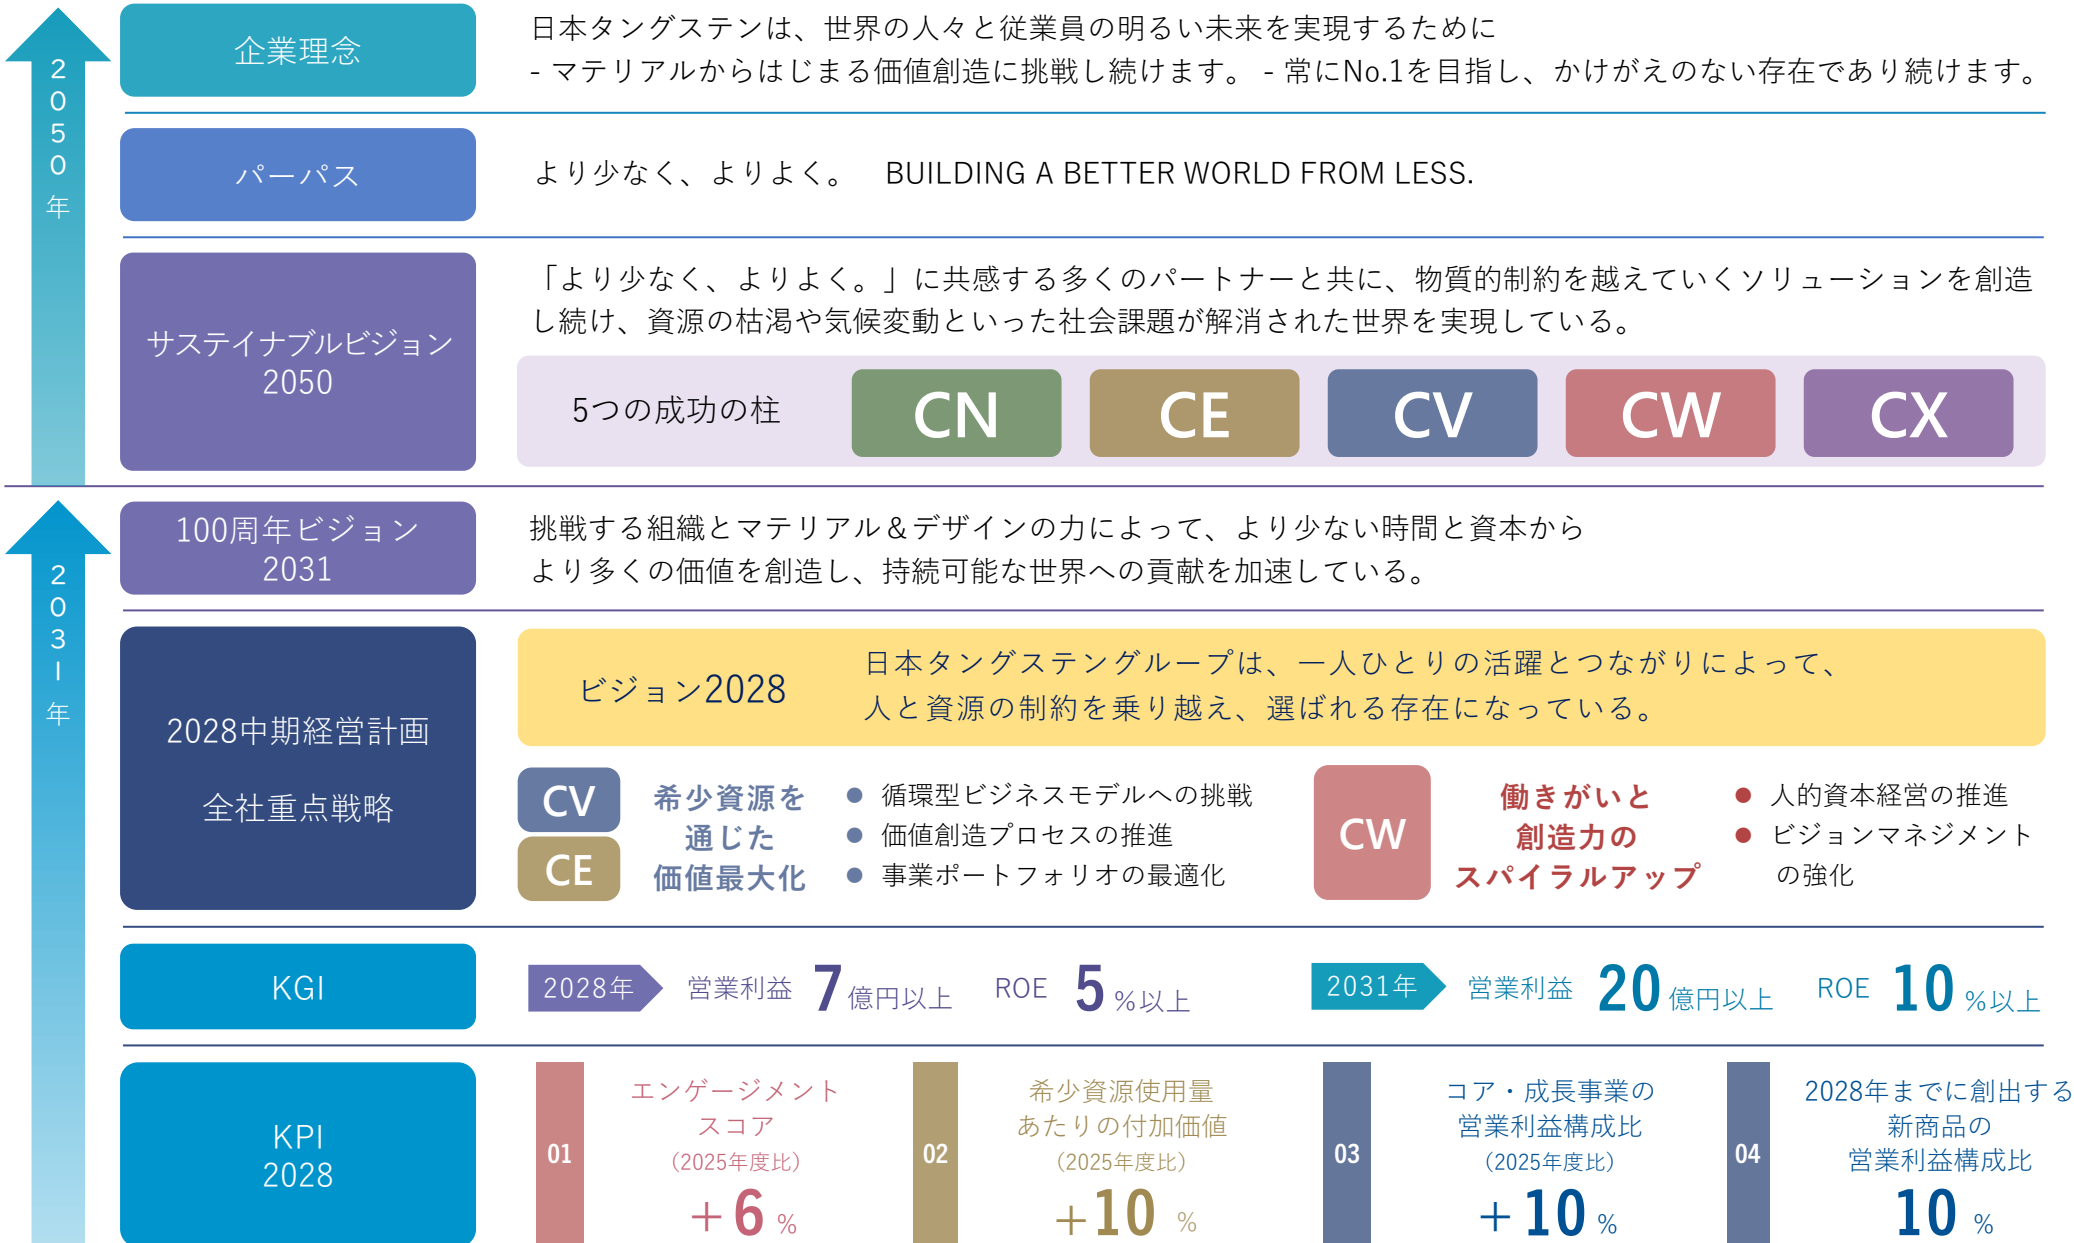 2050年
企業理念
日本タングステンは、世界の人々と従業員の明るい未来を実現するために
- マテリアルからはじまる価値創造に挑戦し続けます。 - 常にNo.1を目指し、かけがえのない存在であり続けます。
パーパス
より少なく、よりよく。 BUILDING A BETTER WORLD FROM LESS.
サステイナブルビジョン
2050
「より少なく、よりよく。」に共感する多くのパートナーと共に、物質的制約を越えていくソリューションを創造
し続け、資源の枯渇や気候変動といった社会課題が解消された世界を実現している。
5つの成功の柱 CN CE CV CW CX
2031年
100周年ビジョン
2031
挑戦する組織とマテリアル＆デザインの力によって、より少ない時間と資本から
より多くの価値を創造し、持続可能な世界への貢献を加速している。
2028中期経営計画
全社重点戦略
ビジョン2028
日本タングステングループは、一人ひとりの活躍とつながりによって、
人と資源の制約を乗り越え、選ばれる存在になっている。
CV
CE
希少資源を
通じた
価値最大化
● 循環型ビジネスモデルへの挑戦
● 価値創造プロセスの推進
● 事業ポートフォリオの最適化
CW
働きがいと
創造力の
スパイラルアップ
● 人的資本経営の推進
● ビジョンマネジメント
の強化
KGI
2028年 営業利益 7億円以上 ROE 5%以上
2031年 営業利益 20億円以上 ROE 10%以上
KPI
2028
01
エンゲージメント
スコア
（2025年度比）
＋6%
02
希少資源使用量
あたりの付加価値
（2025年度比）
＋10%
03
コア・成長事業の
営業利益構成比
（2025年度比）
＋10%
04
2028年までに創出する
新商品の
営業利益構成比
10%